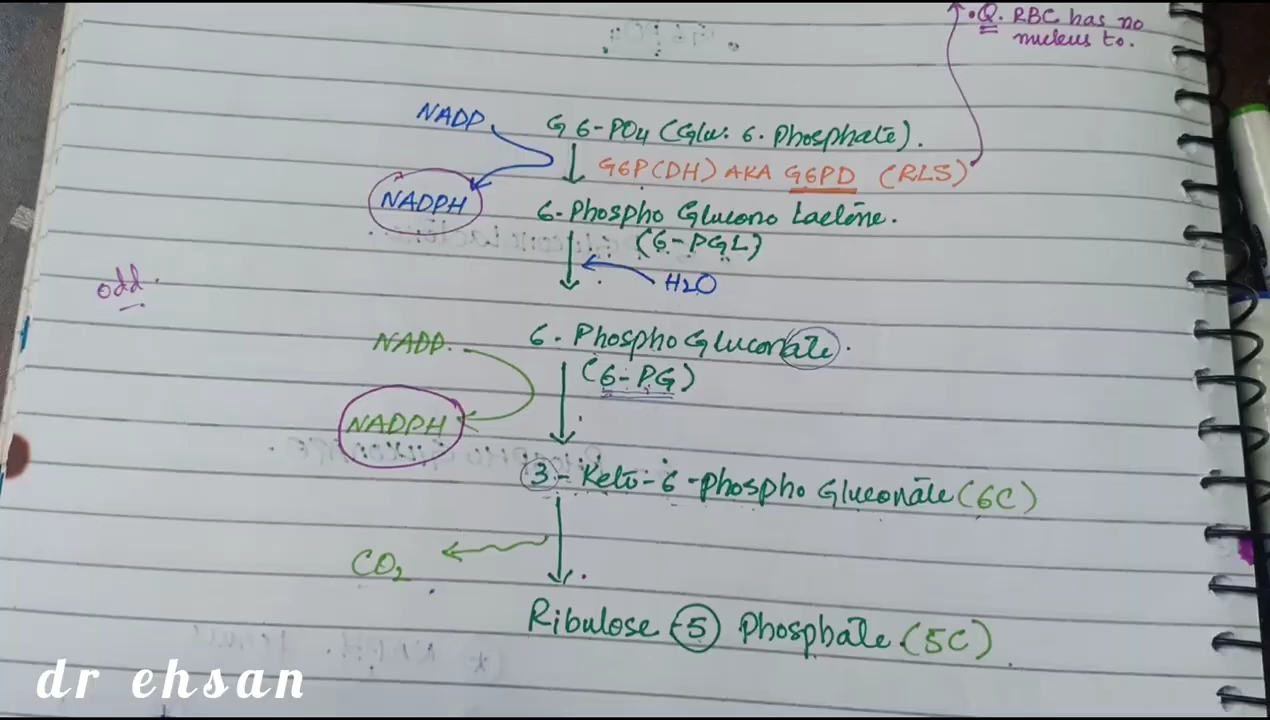 •Q. RBC has no
nucleus to.
NADP.
G 6-PO4 (Glu. 6. Phosphate).
G6P(DH) AKA G6PD (RLS)
NADPH
6-Phospho Glucono Lactone.
(6-PGL)
H2O
odd.
6. Phospho Gluconate.
NADP.
(6-PG)
NADPH
3-Keto-6-phospho Gluconate (6C)
CO2
Ribulose-5 Phosphate (5C)
dr ehsan